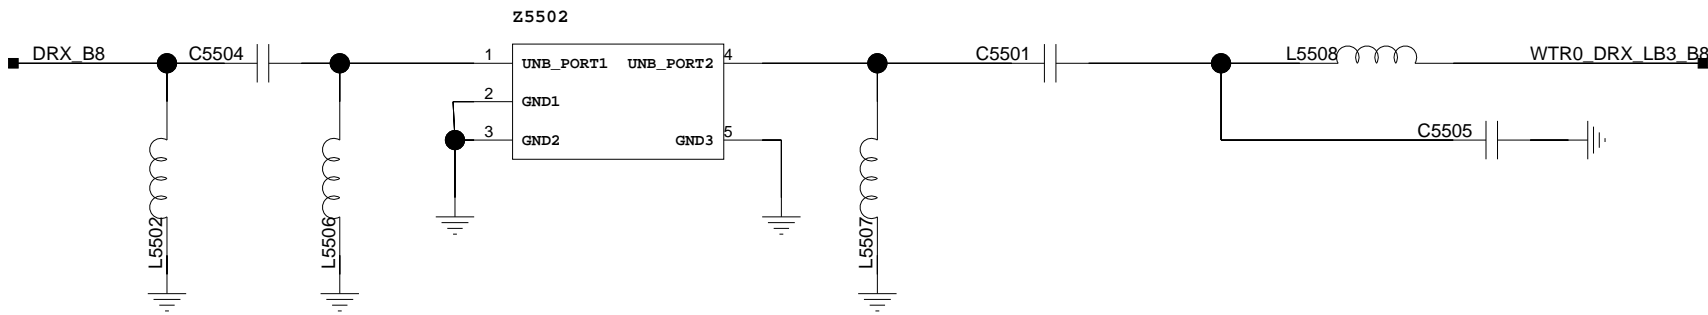 Z5502
DRX_B8
C5504
1
UNB_PORT1
UNB_PORT2
4
C5501
L5508
WTR0_DRX_LB3_B8
2
GND1
3
GND2
GND3
5
C5505
L5502
L5506
L5507